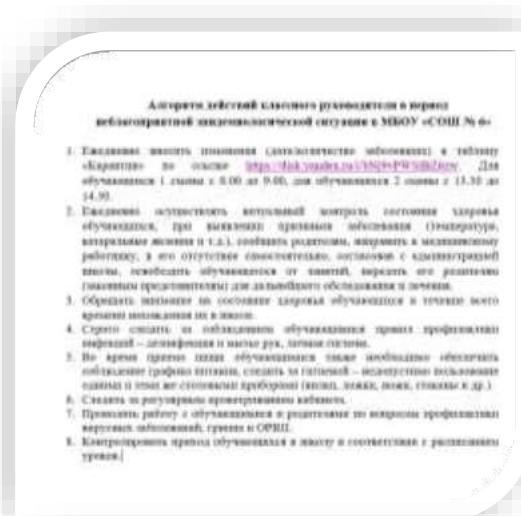 Алгоритм действий классного руководителя в период
неблагоприятной эпидемиологической ситуации в МБОУ «СОШ № 6»
1. Ежедневно вносить изменения (дата/количество заболевших) в таблицу
«Карантин» по ссылке Для
обучающихся 1 смены с 8.00 до 9.00, для обучающихся 2 смены с 13.30 до
14.30.
2. Ежедневно осуществлять визуальный контроль состояния здоровья
обучающихся, при выявлении признаков заболевания (температура,
катаральные явления и т.д.), сообщить родителям, направить к медицинскому
работнику, в его отсутствие самостоятельно, согласовав с администрацией
школы, освободить обучающегося от занятий, передать его родителям
(законным представителям) для дальнейшего обследования и лечения.
3. Обращать внимание на состояние здоровья обучающихся в течение всего
времени нахождения их в школе.
4. Строго следить за соблюдением обучающимися правил профилактики
инфекций – дезинфекция и мытье рук, личная гигиена.
5. Во время приема пищи обучающимися также необходимо обеспечить
соблюдение графика питания, следить за гигиеной – недопустимо пользование
одними и теми же столовыми приборами (вилки, ложки, ножи, стаканы и др.)
6. Следить за регулярным проветриванием кабинета.
7. Проводить работу с обучающимися и родителями по вопросам профилактики
вирусных заболеваний, гриппа и ОРВИ.
8. Контролировать приход обучающихся в школу в соответствии с расписанием
уроков.